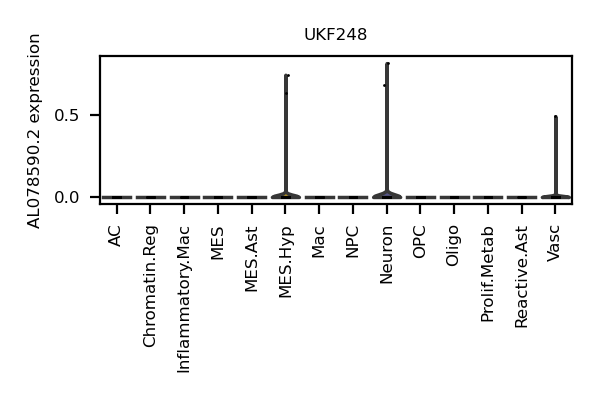 UKF248
AL078590.2 expression
0.5
0.0
AC
Chromatin.Reg
Inflammatory.Mac
MES
MES.Ast
MES.Hyp
Mac
NPC
Neuron
OPC
Oligo
Prolif.Metab
Reactive.Ast
Vasc